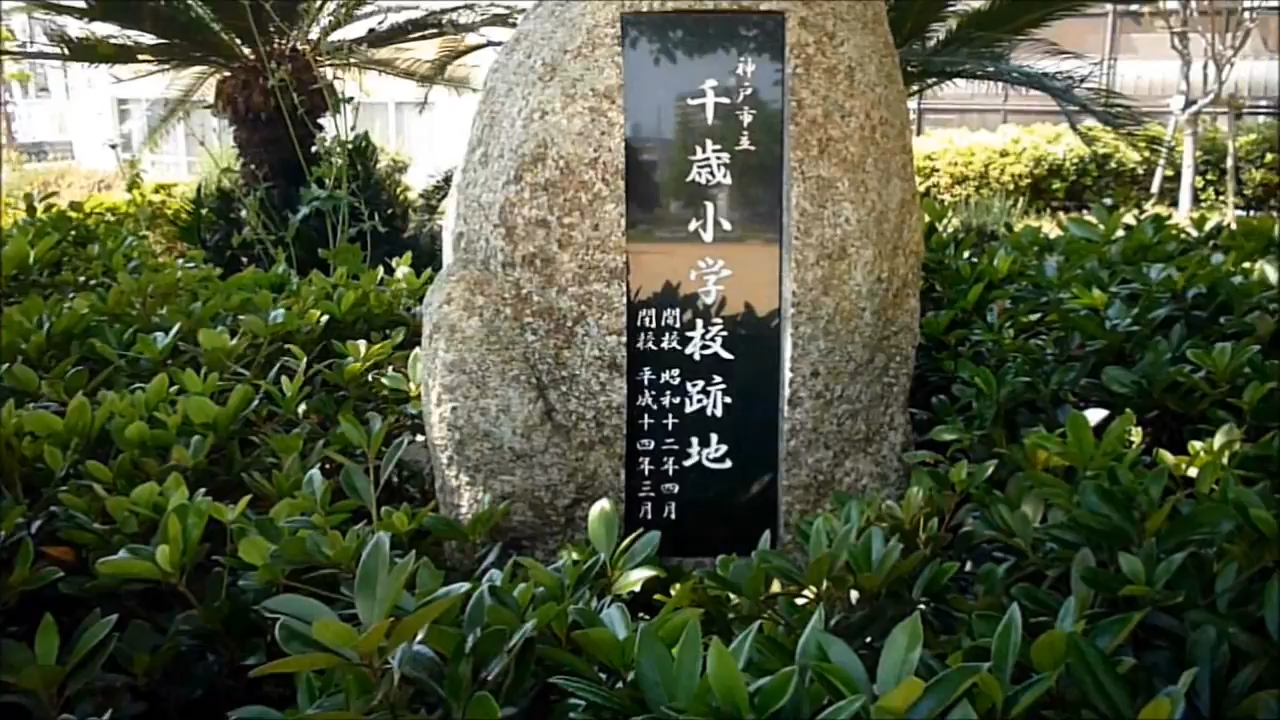 神戸市立
千歳小学校跡地
開校 昭和十二年四月
閉校 平成十四年三月